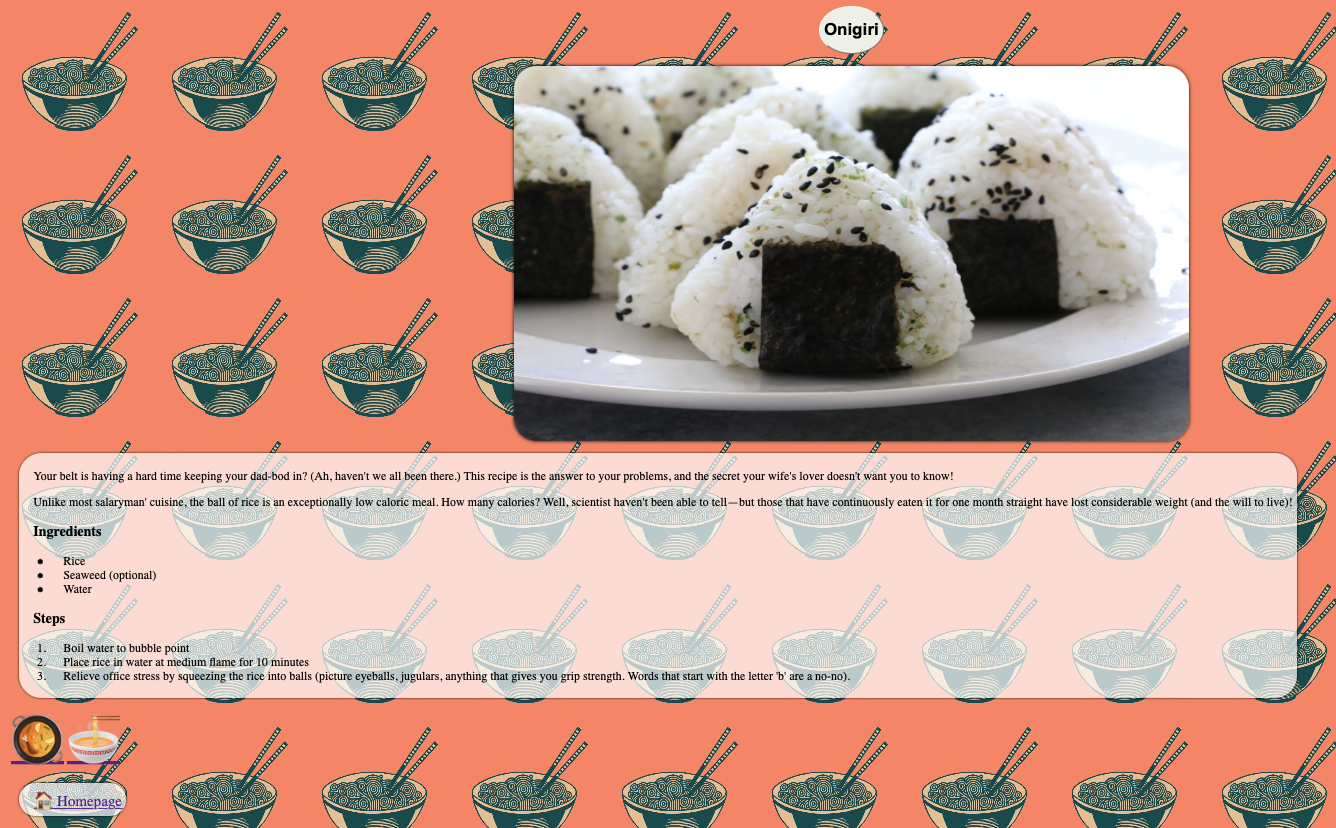 Onigiri
Your belt is having a hard time keeping your dad-bod in? (Ah, haven't we all been there.) This recipe is the answer to your problems, and the secret your wife's lover doesn't want you to know!
Unlike most salaryman' cuisine, the ball of rice is an exceptionally low caloric meal. How many calories? Well, scientist haven't been able to tell—but those that have continuously eaten it for one month straight have lost considerable weight (and the will to live)!
Ingredients
● Rice
● Seaweed (optional)
● Water
Steps
1. Boil water to bubble point
2. Place rice in water at medium flame for 10 minutes
3. Relieve office stress by squeezing the rice into balls (picture eyeballs, jugulars, anything that gives you grip strength. Words that start with the letter 'b' are a no-no).
Homepage